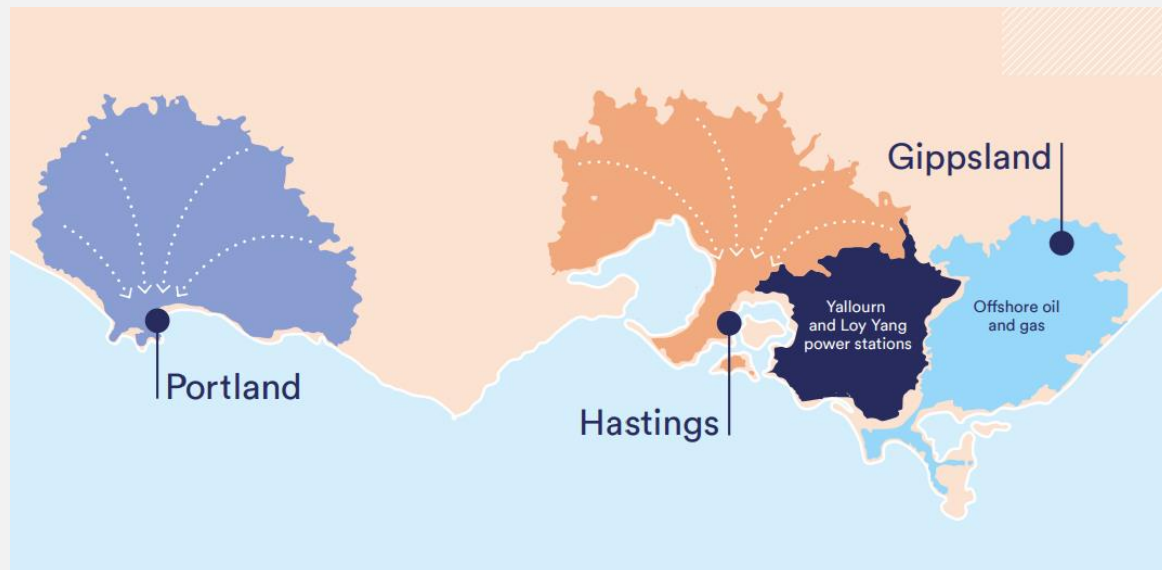 Gippsland
Yallourn
and Loy Yang
power stations
Offshore oil
and gas
Portland
Hastings